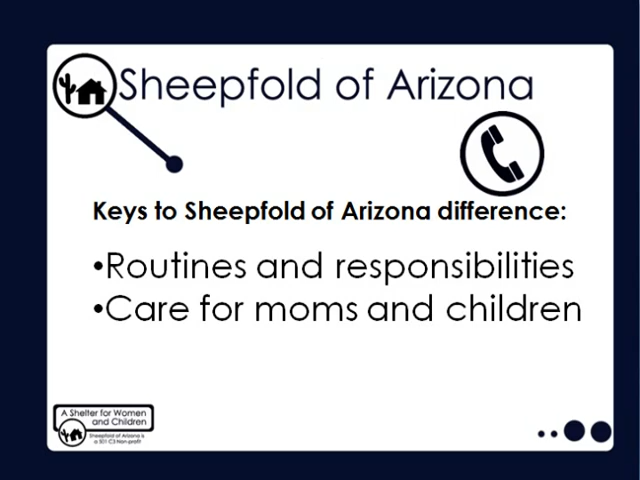 Sheepfold of Arizona
Keys to Sheepfold of Arizona difference:
•Routines and responsibilities
•Care for moms and children
A Shelter for Women
and Children
Sheepfold of Arizona is
a 501 C3 Non-profit